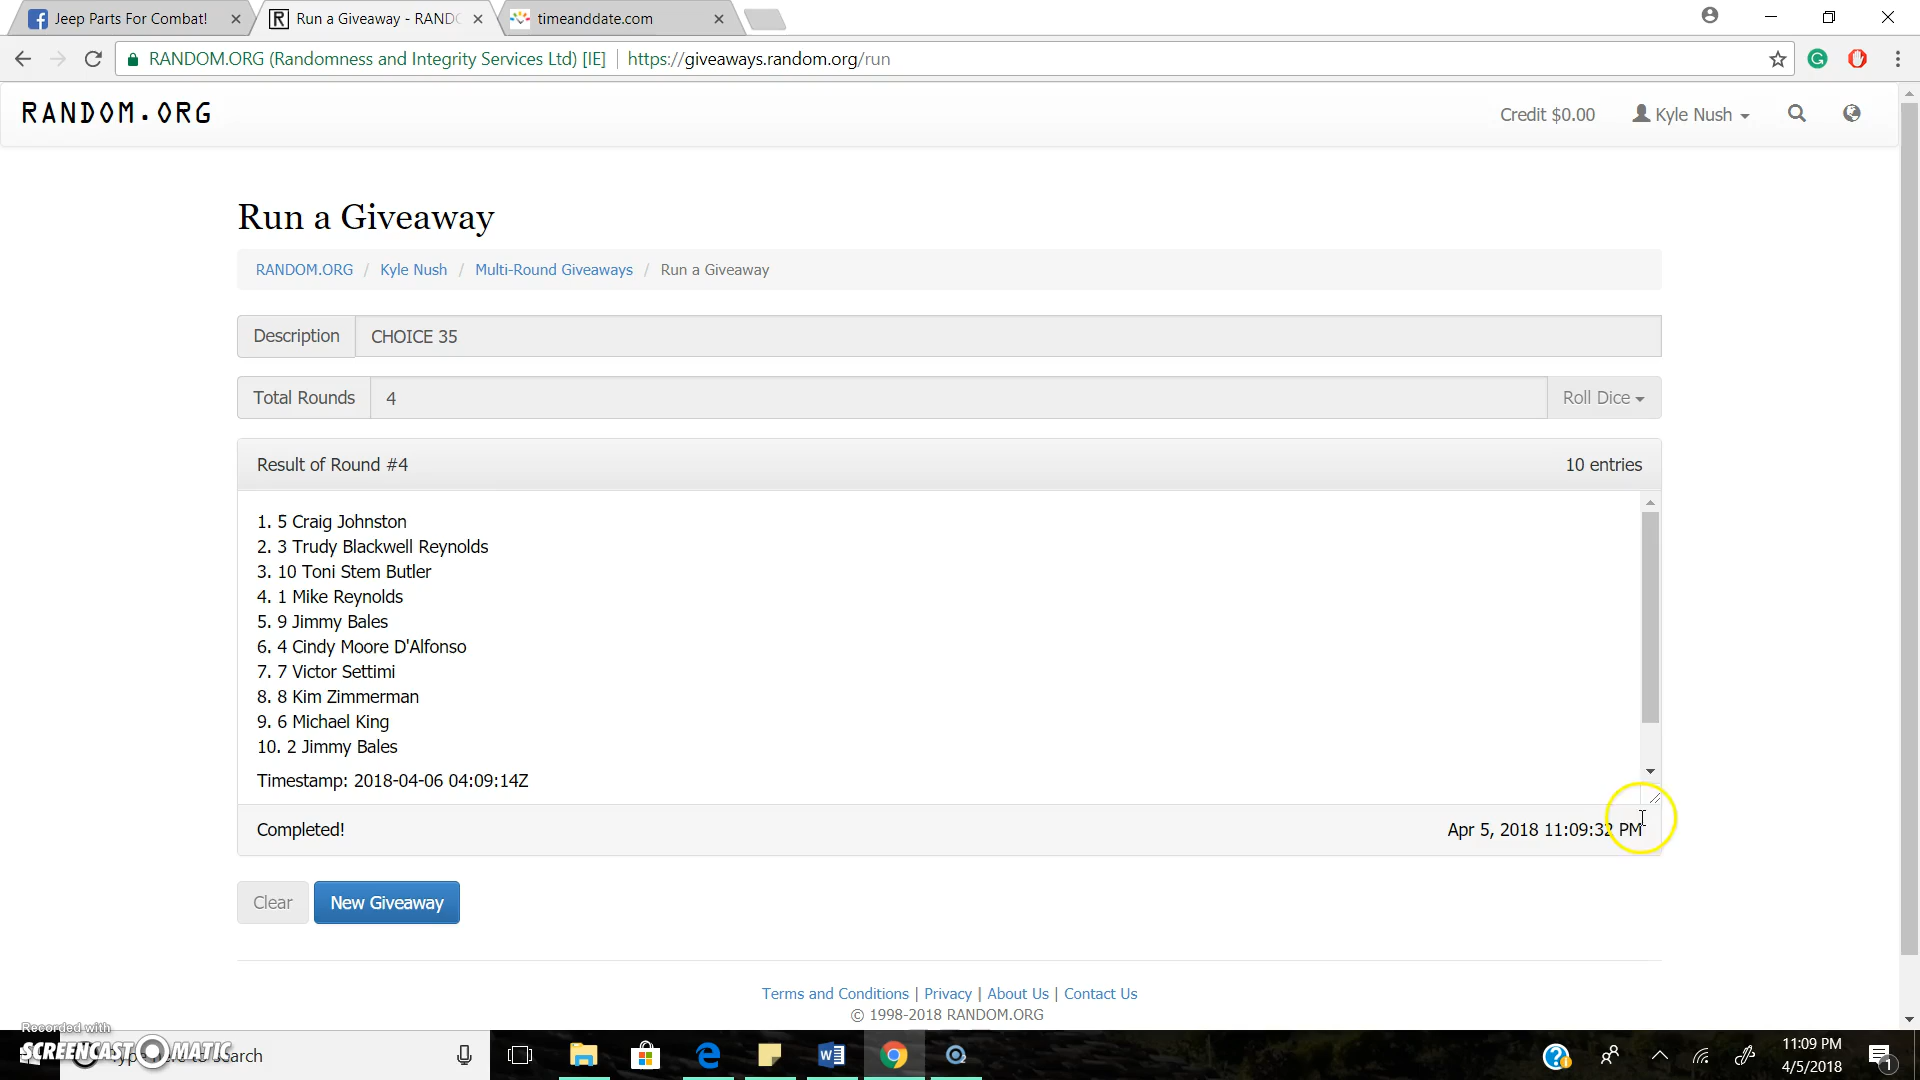 Jeep Parts For Combat!
Run a Giveaway - RAND
timeanddate.com
RANDOM.ORG (Randomness and Integrity Services Ltd) [IE] | https://giveaways.random.org/run
RANDOM.ORG
Credit $0.00
Kyle Nush
Run a Giveaway
RANDOM.ORG / Kyle Nush / Multi-Round Giveaways / Run a Giveaway
Description CHOICE 35
Total Rounds 4 Roll Dice
Result of Round #4 10 entries
1. 5 Craig Johnston
2. 3 Trudy Blackwell Reynolds
3. 10 Toni Stem Butler
4. 1 Mike Reynolds
5. 9 Jimmy Bales
6. 4 Cindy Moore D'Alfonso
7. 7 Victor Settimi
8. 8 Kim Zimmerman
9. 6 Michael King
10. 2 Jimmy Bales
Timestamp: 2018-04-06 04:09:14Z
Completed! Apr 5, 2018 11:09:32 PM
Clear New Giveaway
Terms and Conditions | Privacy | About Us | Contact Us
© 1998-2018 RANDOM.ORG
Recorded with
SCREENCAST-O-MATIC
Type here to search
11:09 PM
4/5/2018
1